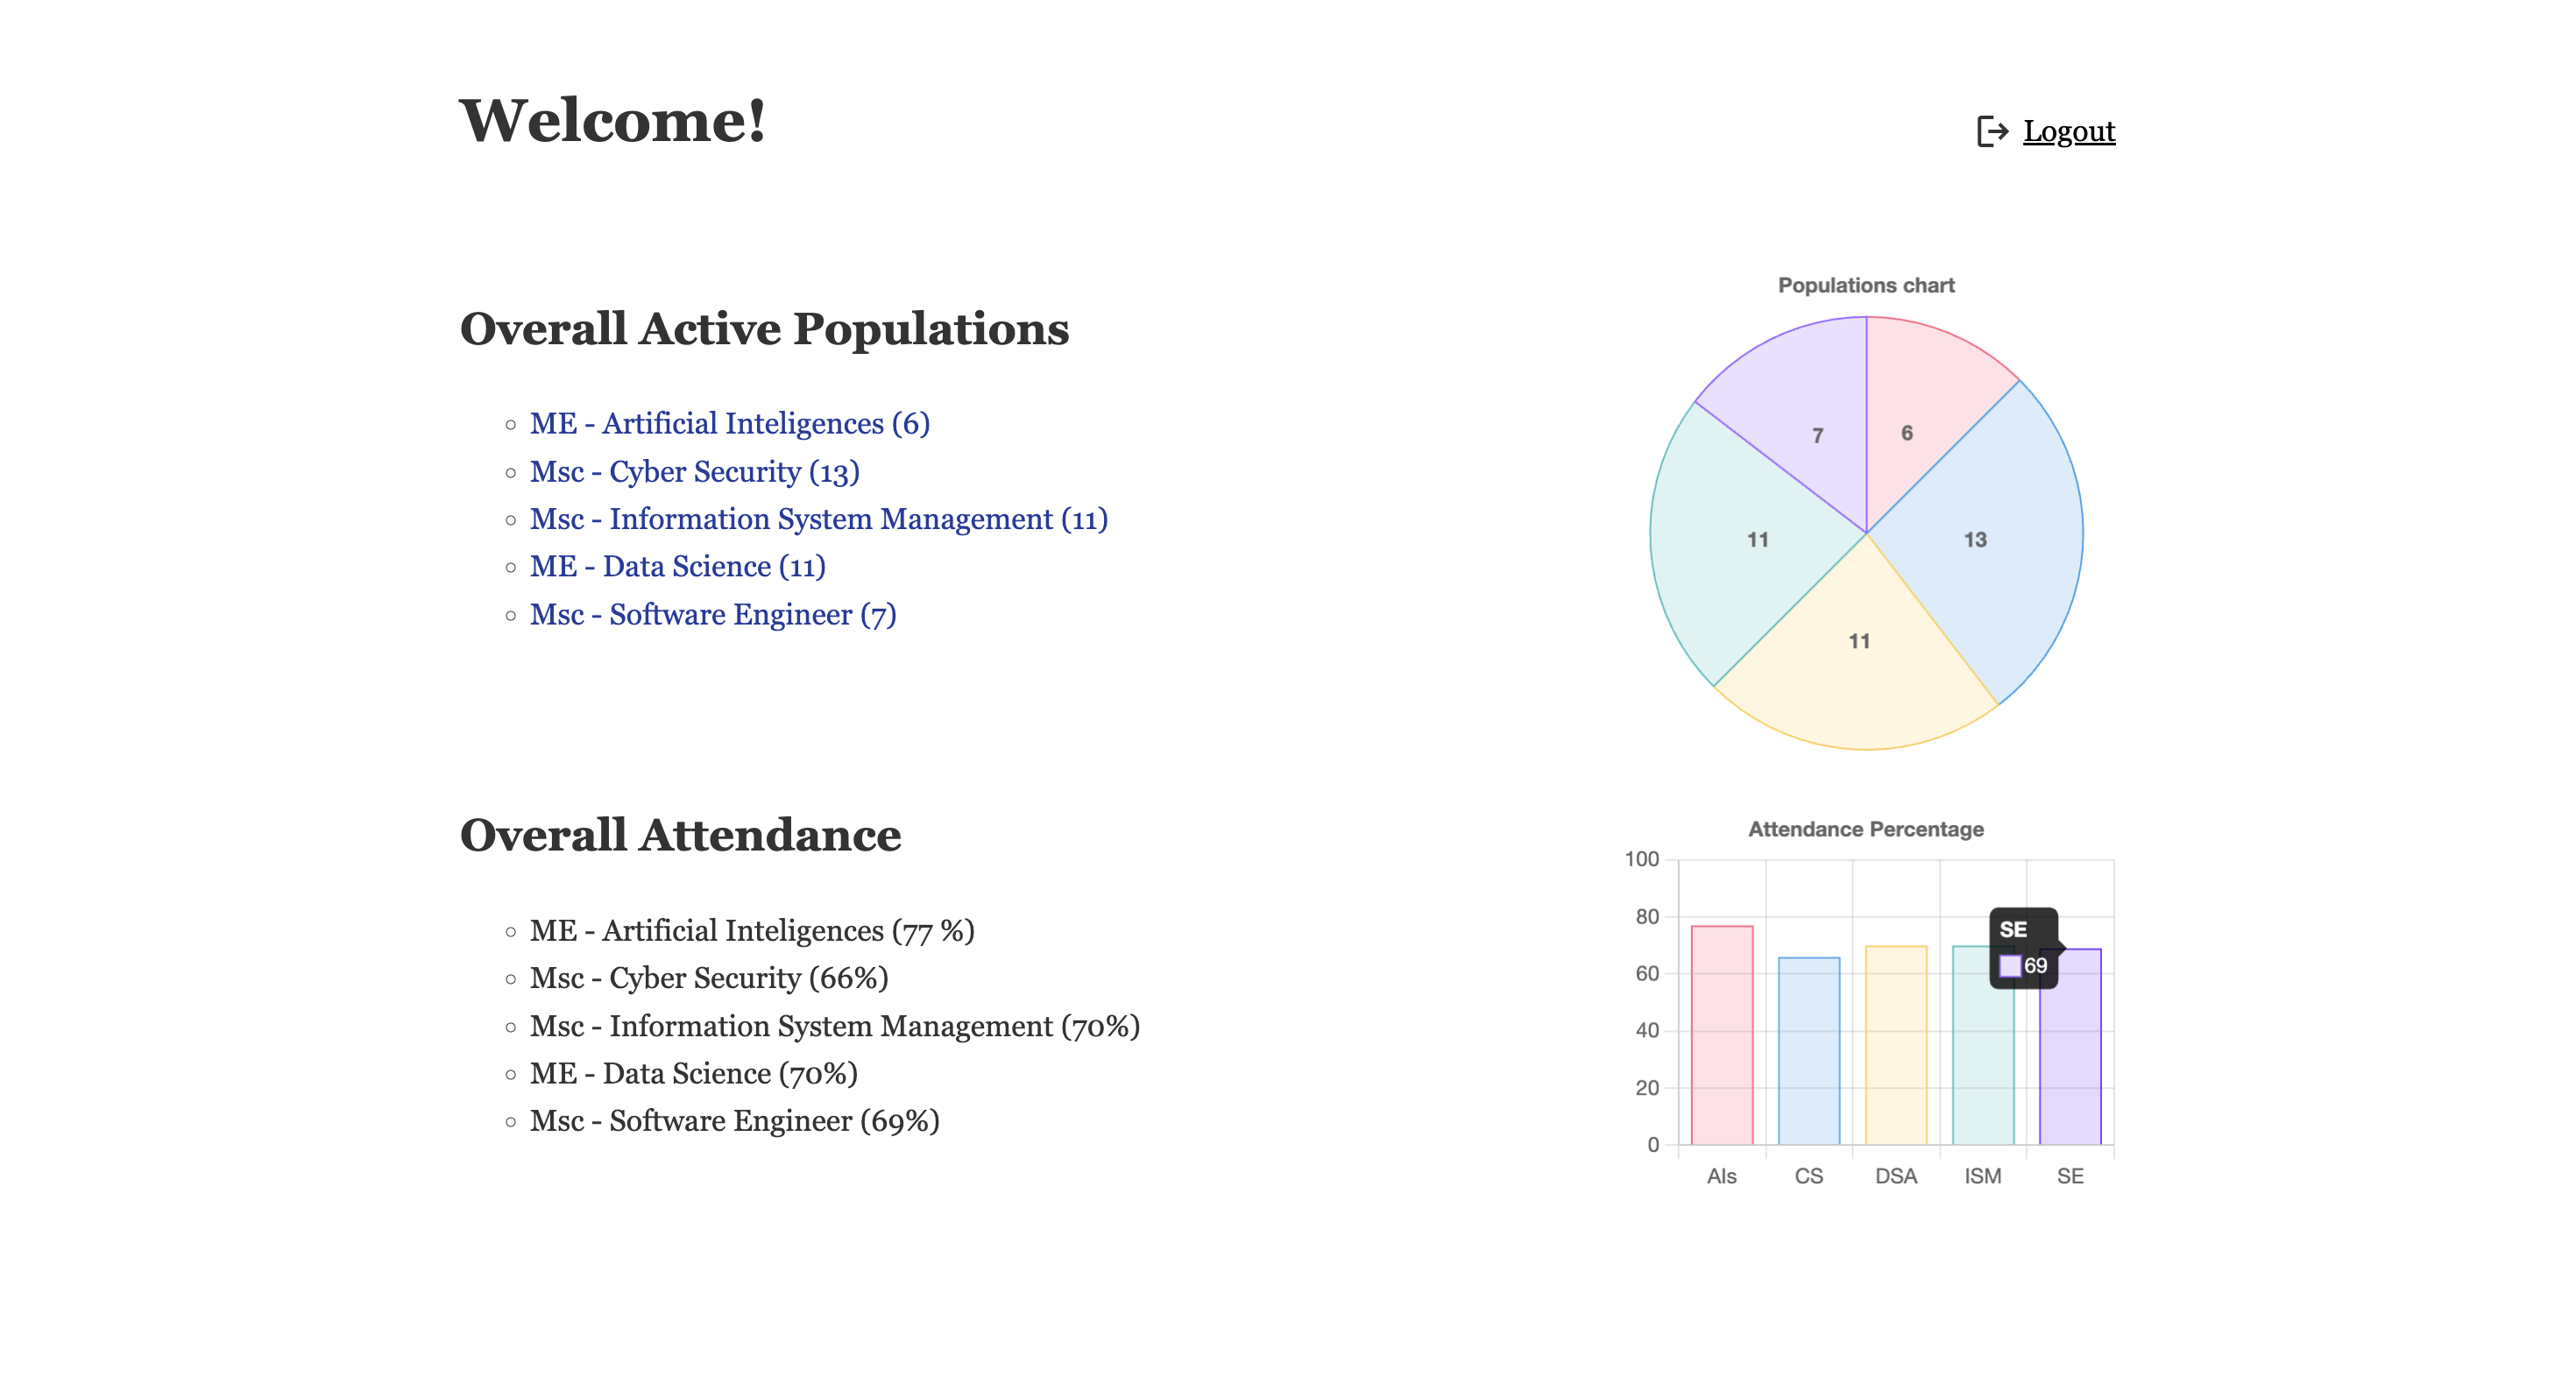 Welcome!
Logout
Overall Active Populations
ME - Artificial Inteligences (6)
Msc - Cyber Security (13)
Msc - Information System Management (11)
ME - Data Science (11)
Msc - Software Engineer (7)
Populations chart
7
6
11
13
11
Overall Attendance
ME - Artificial Inteligences (77 %)
Msc - Cyber Security (66%)
Msc - Information System Management (70%)
ME - Data Science (70%)
Msc - Software Engineer (69%)
Attendance Percentage
100
80
60
40
20
0
SE
69
AIs CS DSA ISM SE